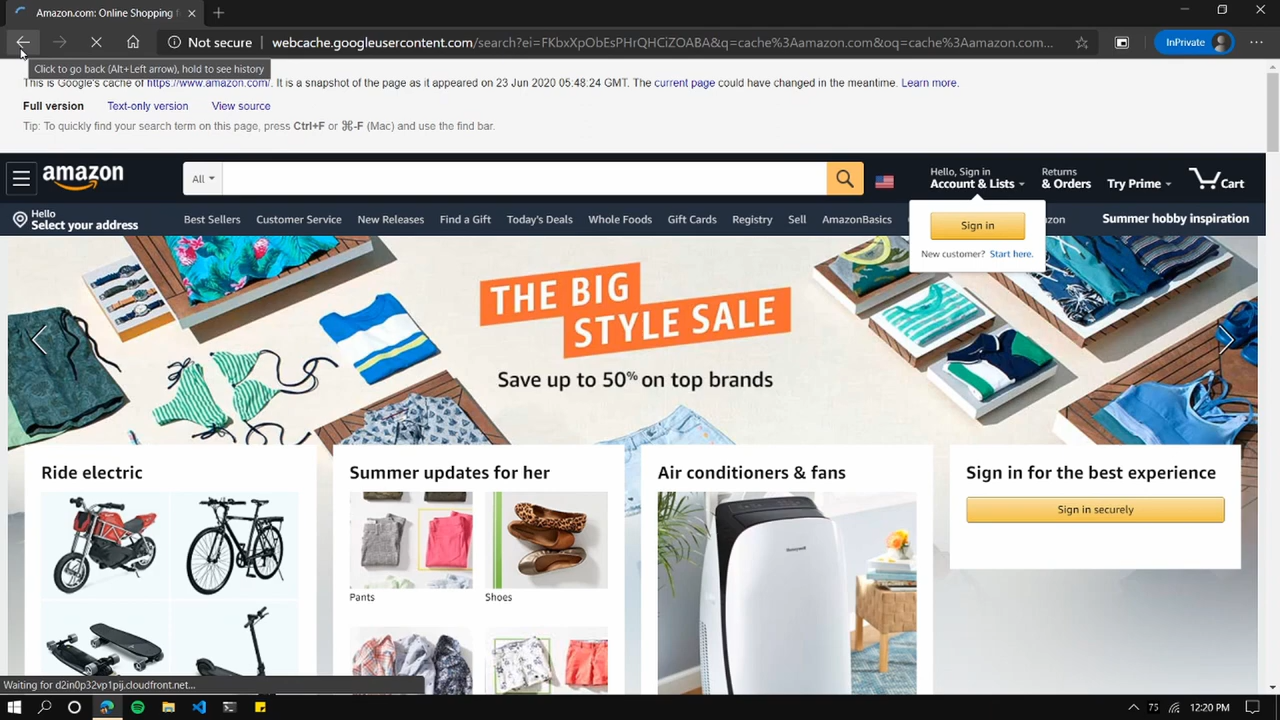 Amazon.com: Online Shopping f
Not secure
webcache.googleusercontent.com/search?ei=FKbxXpObEsPHrQHCiZOABA&q=cache%3Aamazon.com&oq=cache%3Aamazon.com...
InPrivate
Click to go back (Alt+Left arrow), hold to see history
This is Google's cache of https://www.amazon.com/. It is a snapshot of the page as it appeared on 23 Jun 2020 05:48:24 GMT. The current page could have changed in the meantime. Learn more.
Full version Text-only version View source
Tip: To quickly find your search term on this page, press Ctrl+F or ⌘-F (Mac) and use the find bar.
amazon
All
Hello, Sign in
Account & Lists
Returns
& Orders
Try Prime
Cart
Hello
Select your address
Best Sellers Customer Service New Releases Find a Gift Today's Deals Whole Foods Gift Cards Registry Sell AmazonBasics
zon
Summer hobby inspiration
Sign in
New customer? Start here.
THE BIG
STYLE SALE
Save up to 50% on top brands
Ride electric
Summer updates for her
Air conditioners & fans
Sign in for the best experience
Sign in securely
Honeywell
Pants
Shoes
Waiting for d2in0p32vp1pij.cloudfront.net...
75
12:20 PM